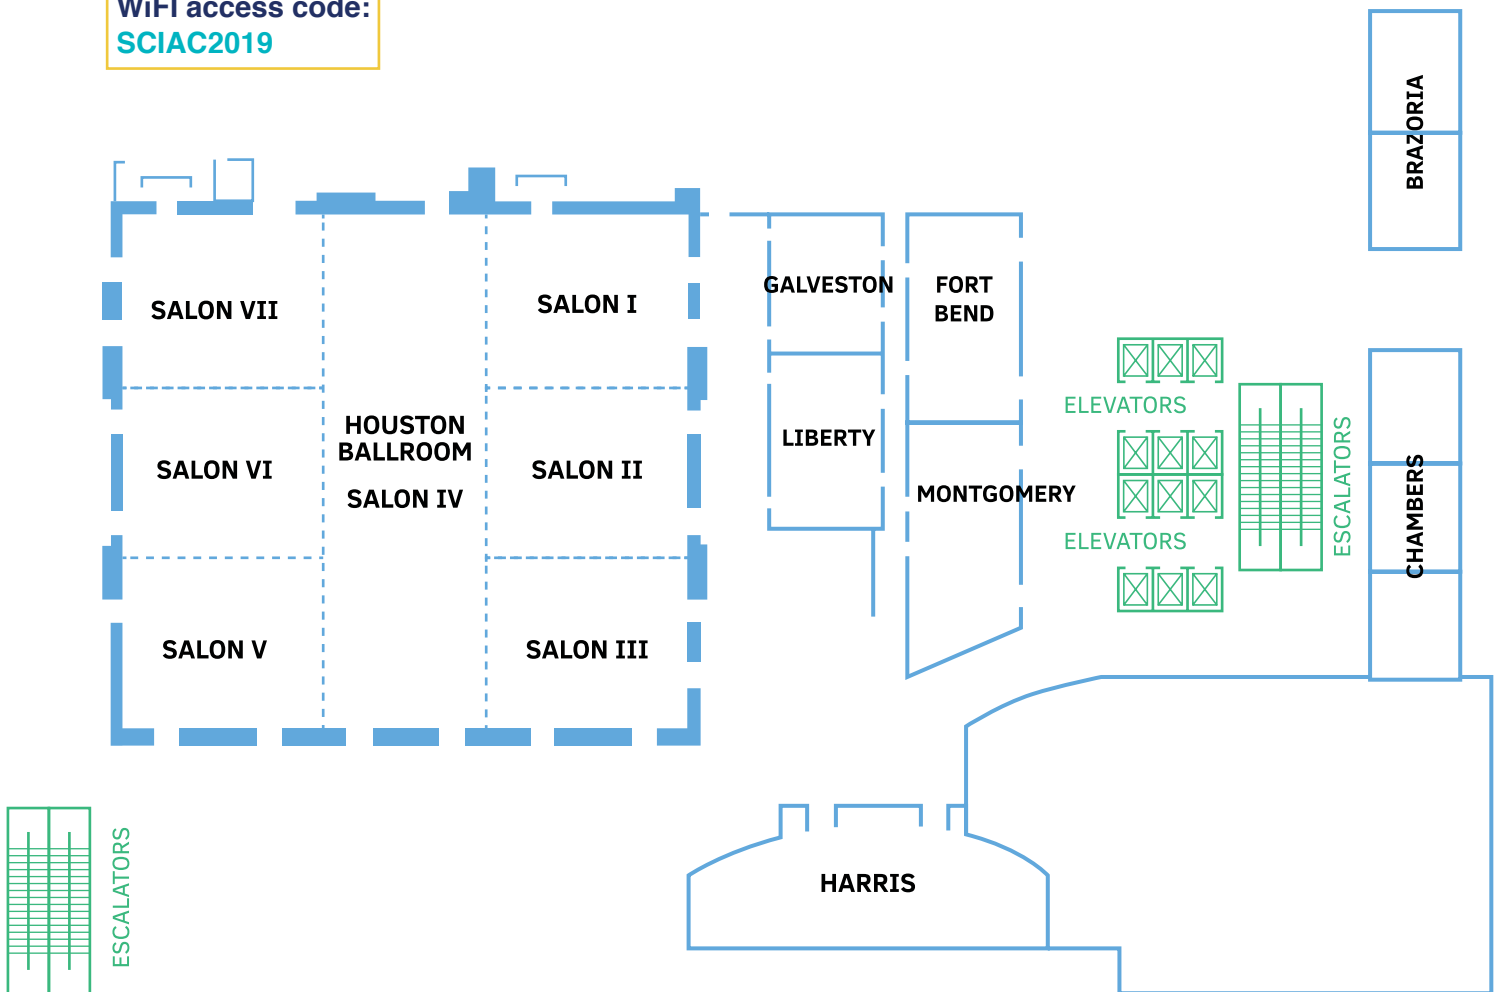 WiFi access code:
SCIAC2019
BRAZORIA
SALON VII
SALON I
GALVESTON
FORT
BEND
ELEVATORS
HOUSTON
BALLROOM
LIBERTY
SALON VI
SALON II
SALON IV
MONTGOMERY
ESCALATORS
CHAMBERS
ELEVATORS
SALON V
SALON III
HARRIS
ESCALATORS